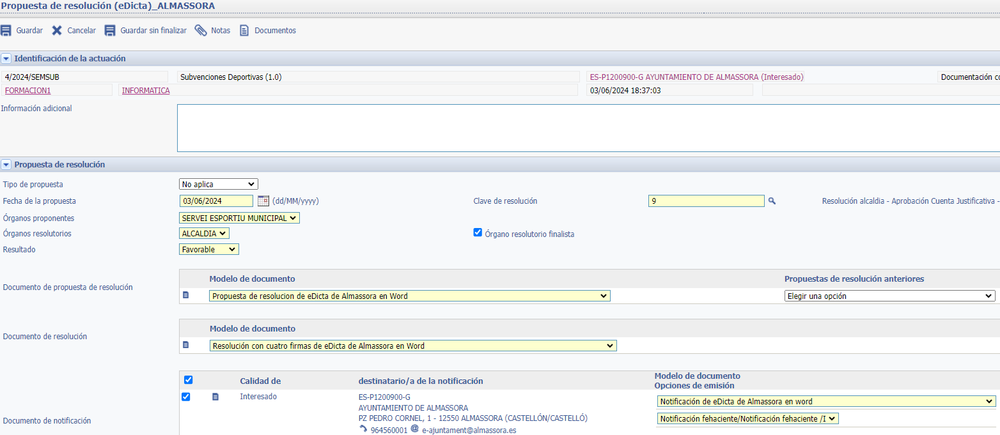 Propuesta de resolución (eDicta)_ALMASSORA
Guardar Cancelar Guardar sin finalizar Notas Documentos
Identificación de la actuación
4/2024/SEMSUB Subvenciones Deportivas (1.0) ES-P1200900-G AYUNTAMIENTO DE ALMASSORA (Interesado) Documentación co
FORMACION1 INFORMATICA 03/06/2024 18:37:03
Información adicional
Propuesta de resolución
Tipo de propuesta No aplica
Fecha de la propuesta 03/06/2024 (dd/MM/yyyy) Clave de resolución 9 Resolución alcaldia - Aprobación Cuenta Justificativa -
Órganos proponentes SERVEI ESPORTIU MUNICIPAL
Órganos resolutorios ALCALDIA Órgano resolutorio finalista
Resultado Favorable
Modelo de documento Propuestas de resolución anteriores
Documento de propuesta de resolución
Propuesta de resolucion de eDicta de Almassora en Word Elegir una opción
Modelo de documento
Documento de resolución
Resolución con cuatro firmas de eDicta de Almassora en Word
Calidad de destinatario/a de la notificación Modelo de documento
Opciones de emisión
Interesado ES-P1200900-G Notificación de eDicta de Almassora en word
AYUNTAMIENTO DE ALMASSORA
Documento de notificación PZ PEDRO CORNEL, 1 - 12550 ALMASSORA (CASTELLÓN/CASTELLÓ) Notificación fehaciente/Notificación fehaciente /I
964560001 @ e-ajuntament@almassora.es